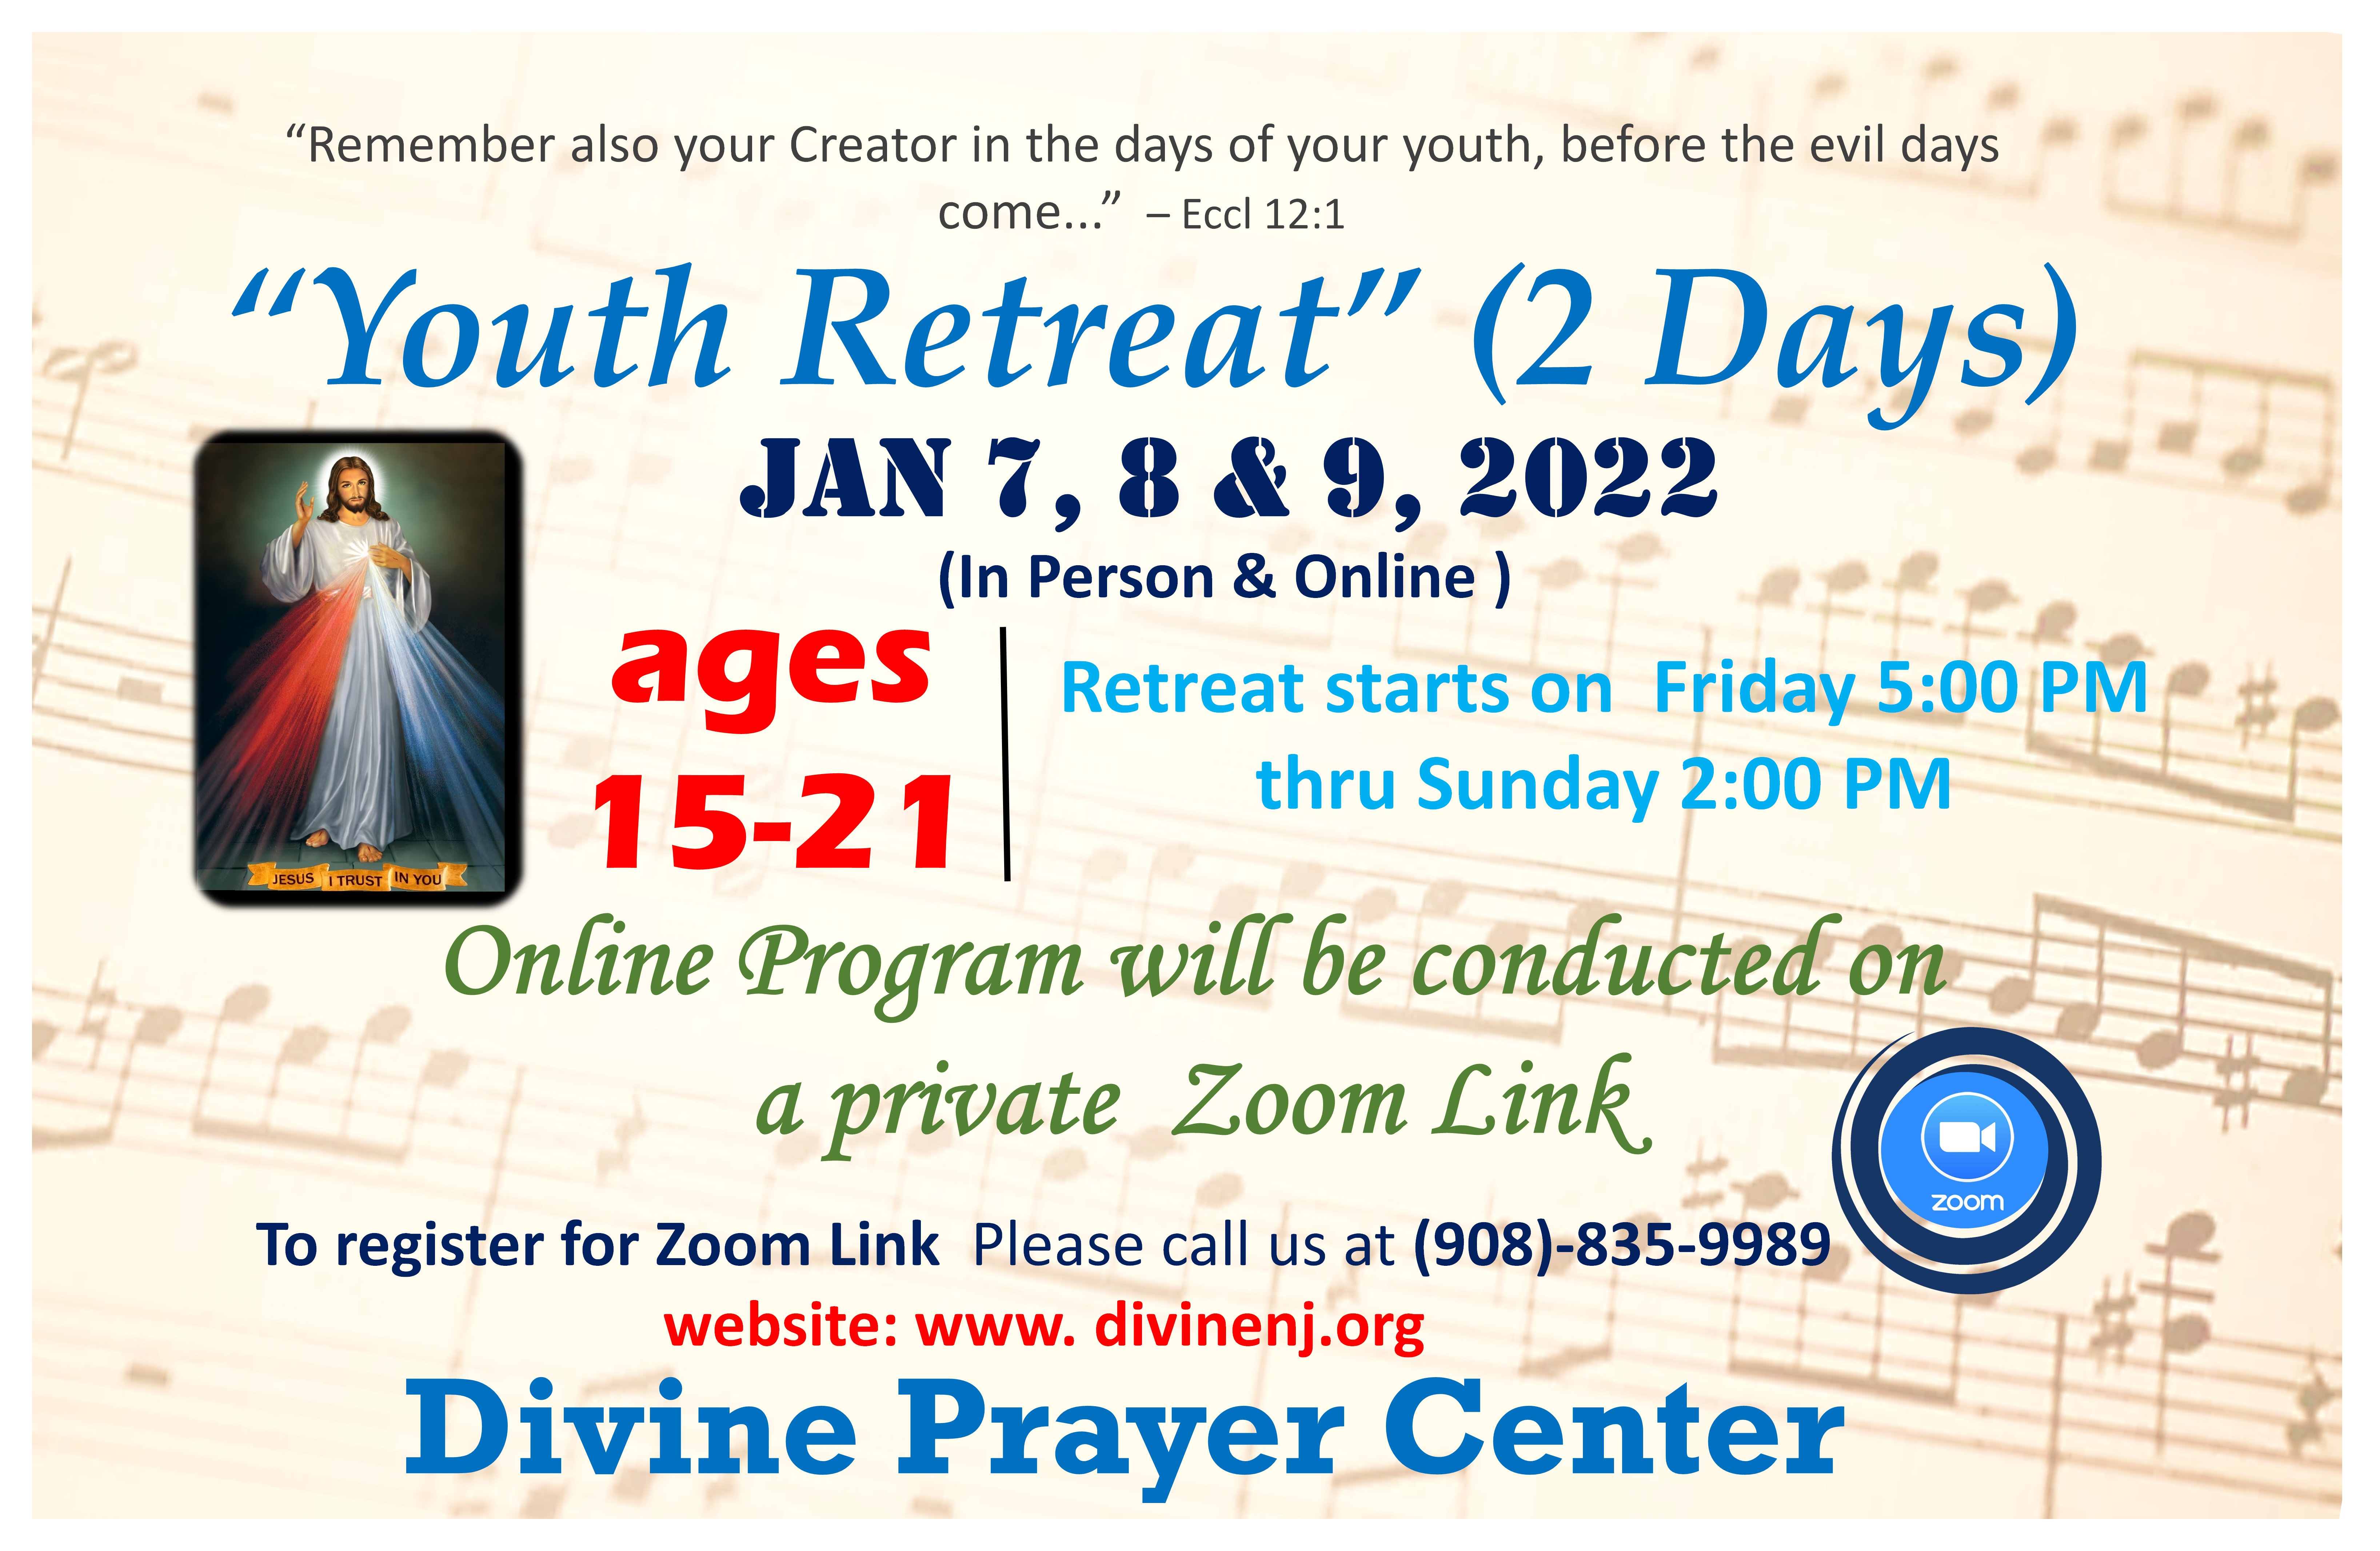 “Remember also your Creator in the days of your youth, before the evil days
come...” – Eccl 12:1
“Youth Retreat” (2 Days)
JAN 7, 8 & 9, 2022
(In Person & Online )
ages
15-21
Retreat starts on Friday 5:00 PM
thru Sunday 2:00 PM
JESUS I TRUST IN YOU
Online Program will be conducted on
a private Zoom Link
zoom
To register for Zoom Link Please call us at (908)-835-9989
website: www. divinenj.org
Divine Prayer Center